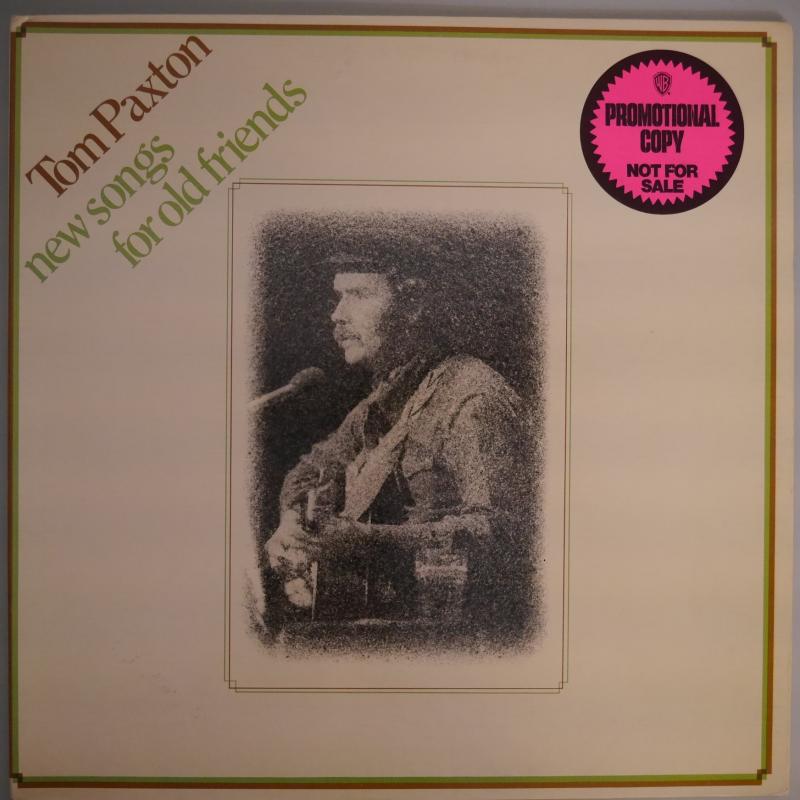 Tom Paxton
new songs
for old friends
WB
PROMOTIONAL
COPY
NOT FOR
SALE